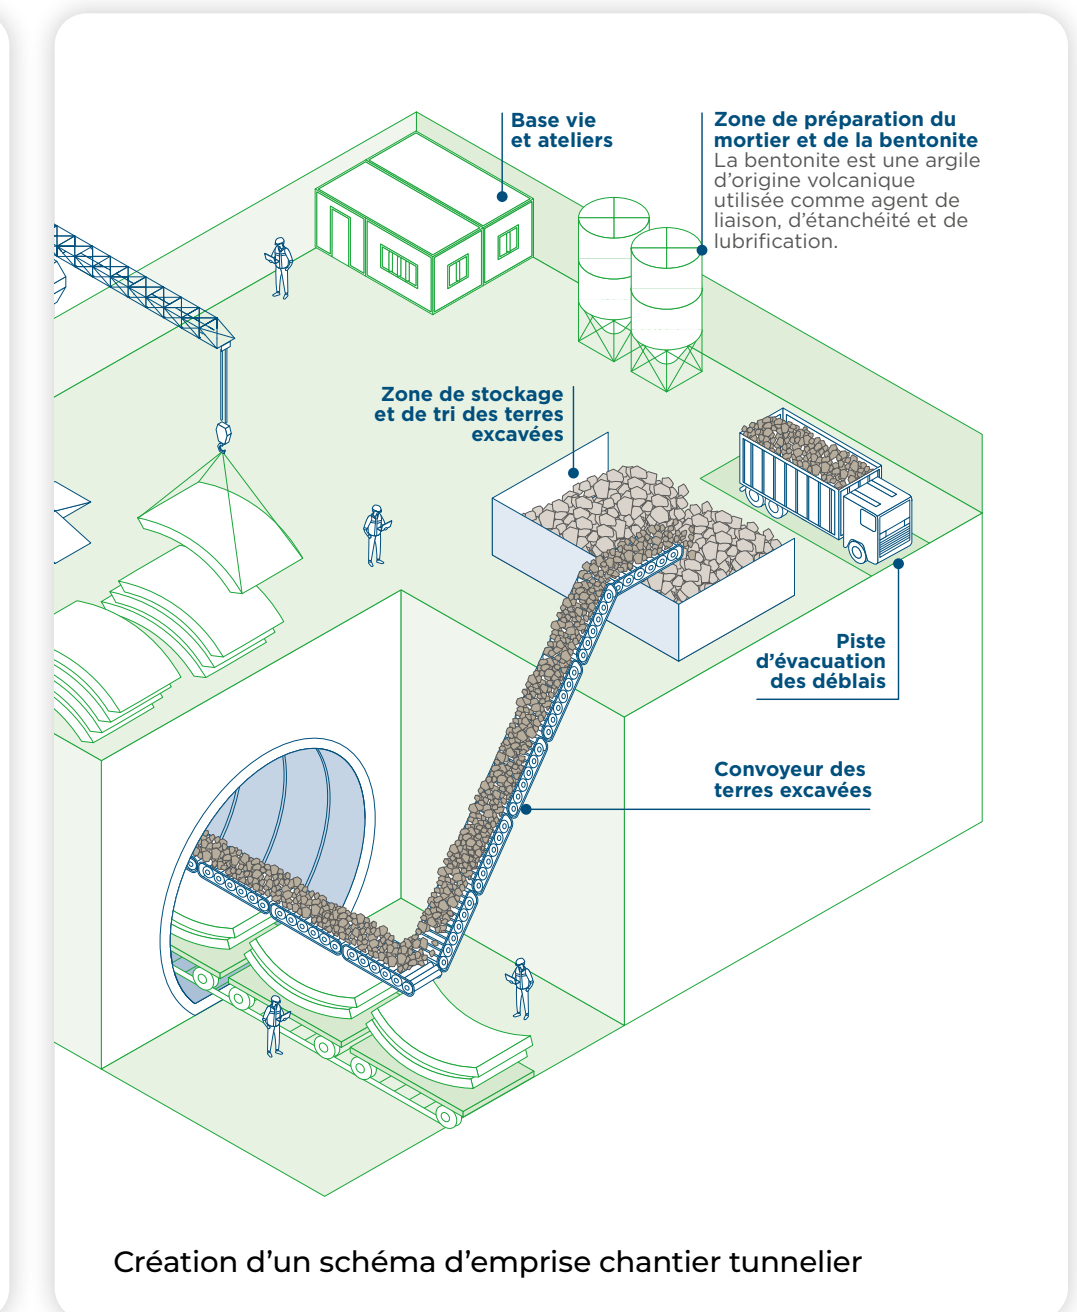 Base vie
et ateliers
Zone de préparation du
mortier et de la bentonite
La bentonite est une argile
d’origine volcanique
utilisée comme agent de
liaison, d’étanchéité et de
lubrification.
Zone de stockage
et de tri des terres
excavées
Piste
d’évacuation
des déblais
Convoyeur des
terres excavées
Création d’un schéma d’emprise chantier tunnelier